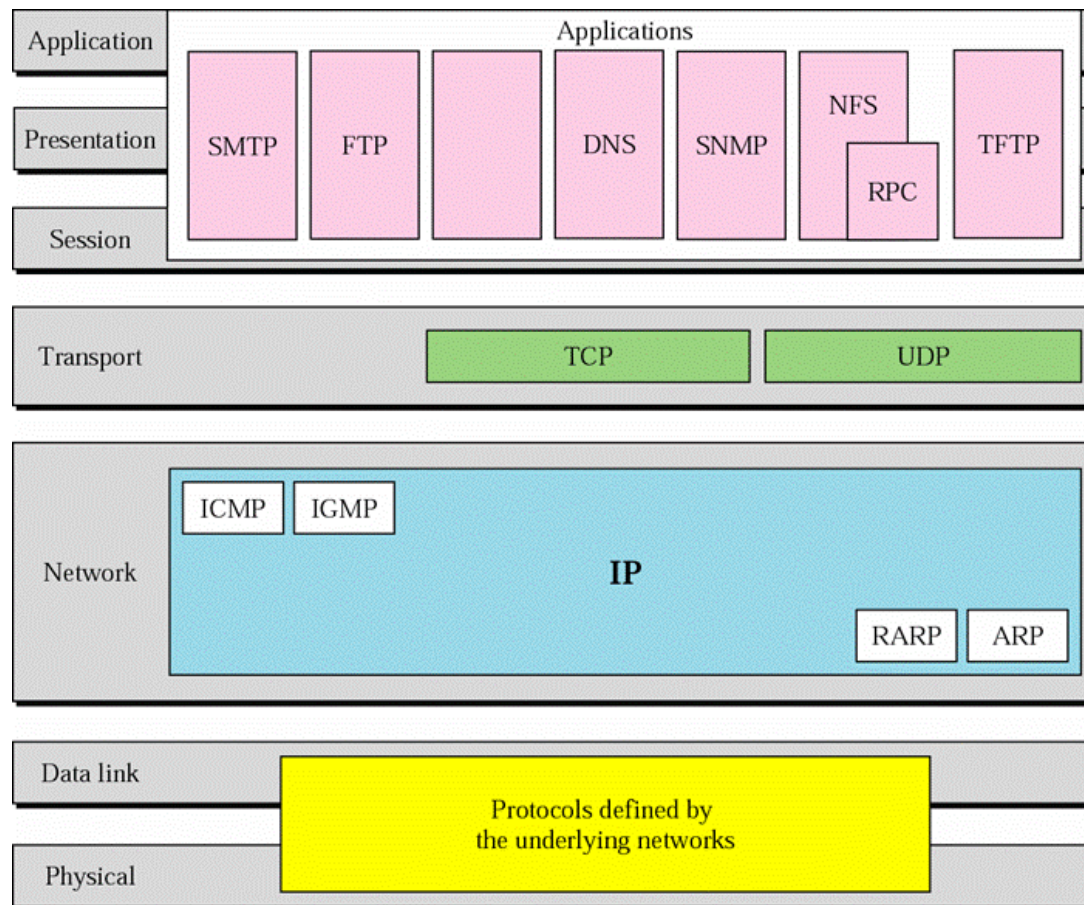 Application
Applications
SMTP
FTP
DNS
SNMP
NFS
RPC
TFTP
Presentation
Session
Transport
TCP
UDP
Network
ICMP
IGMP
IP
RARP
ARP
Data link
Protocols defined by
the underlying networks
Physical